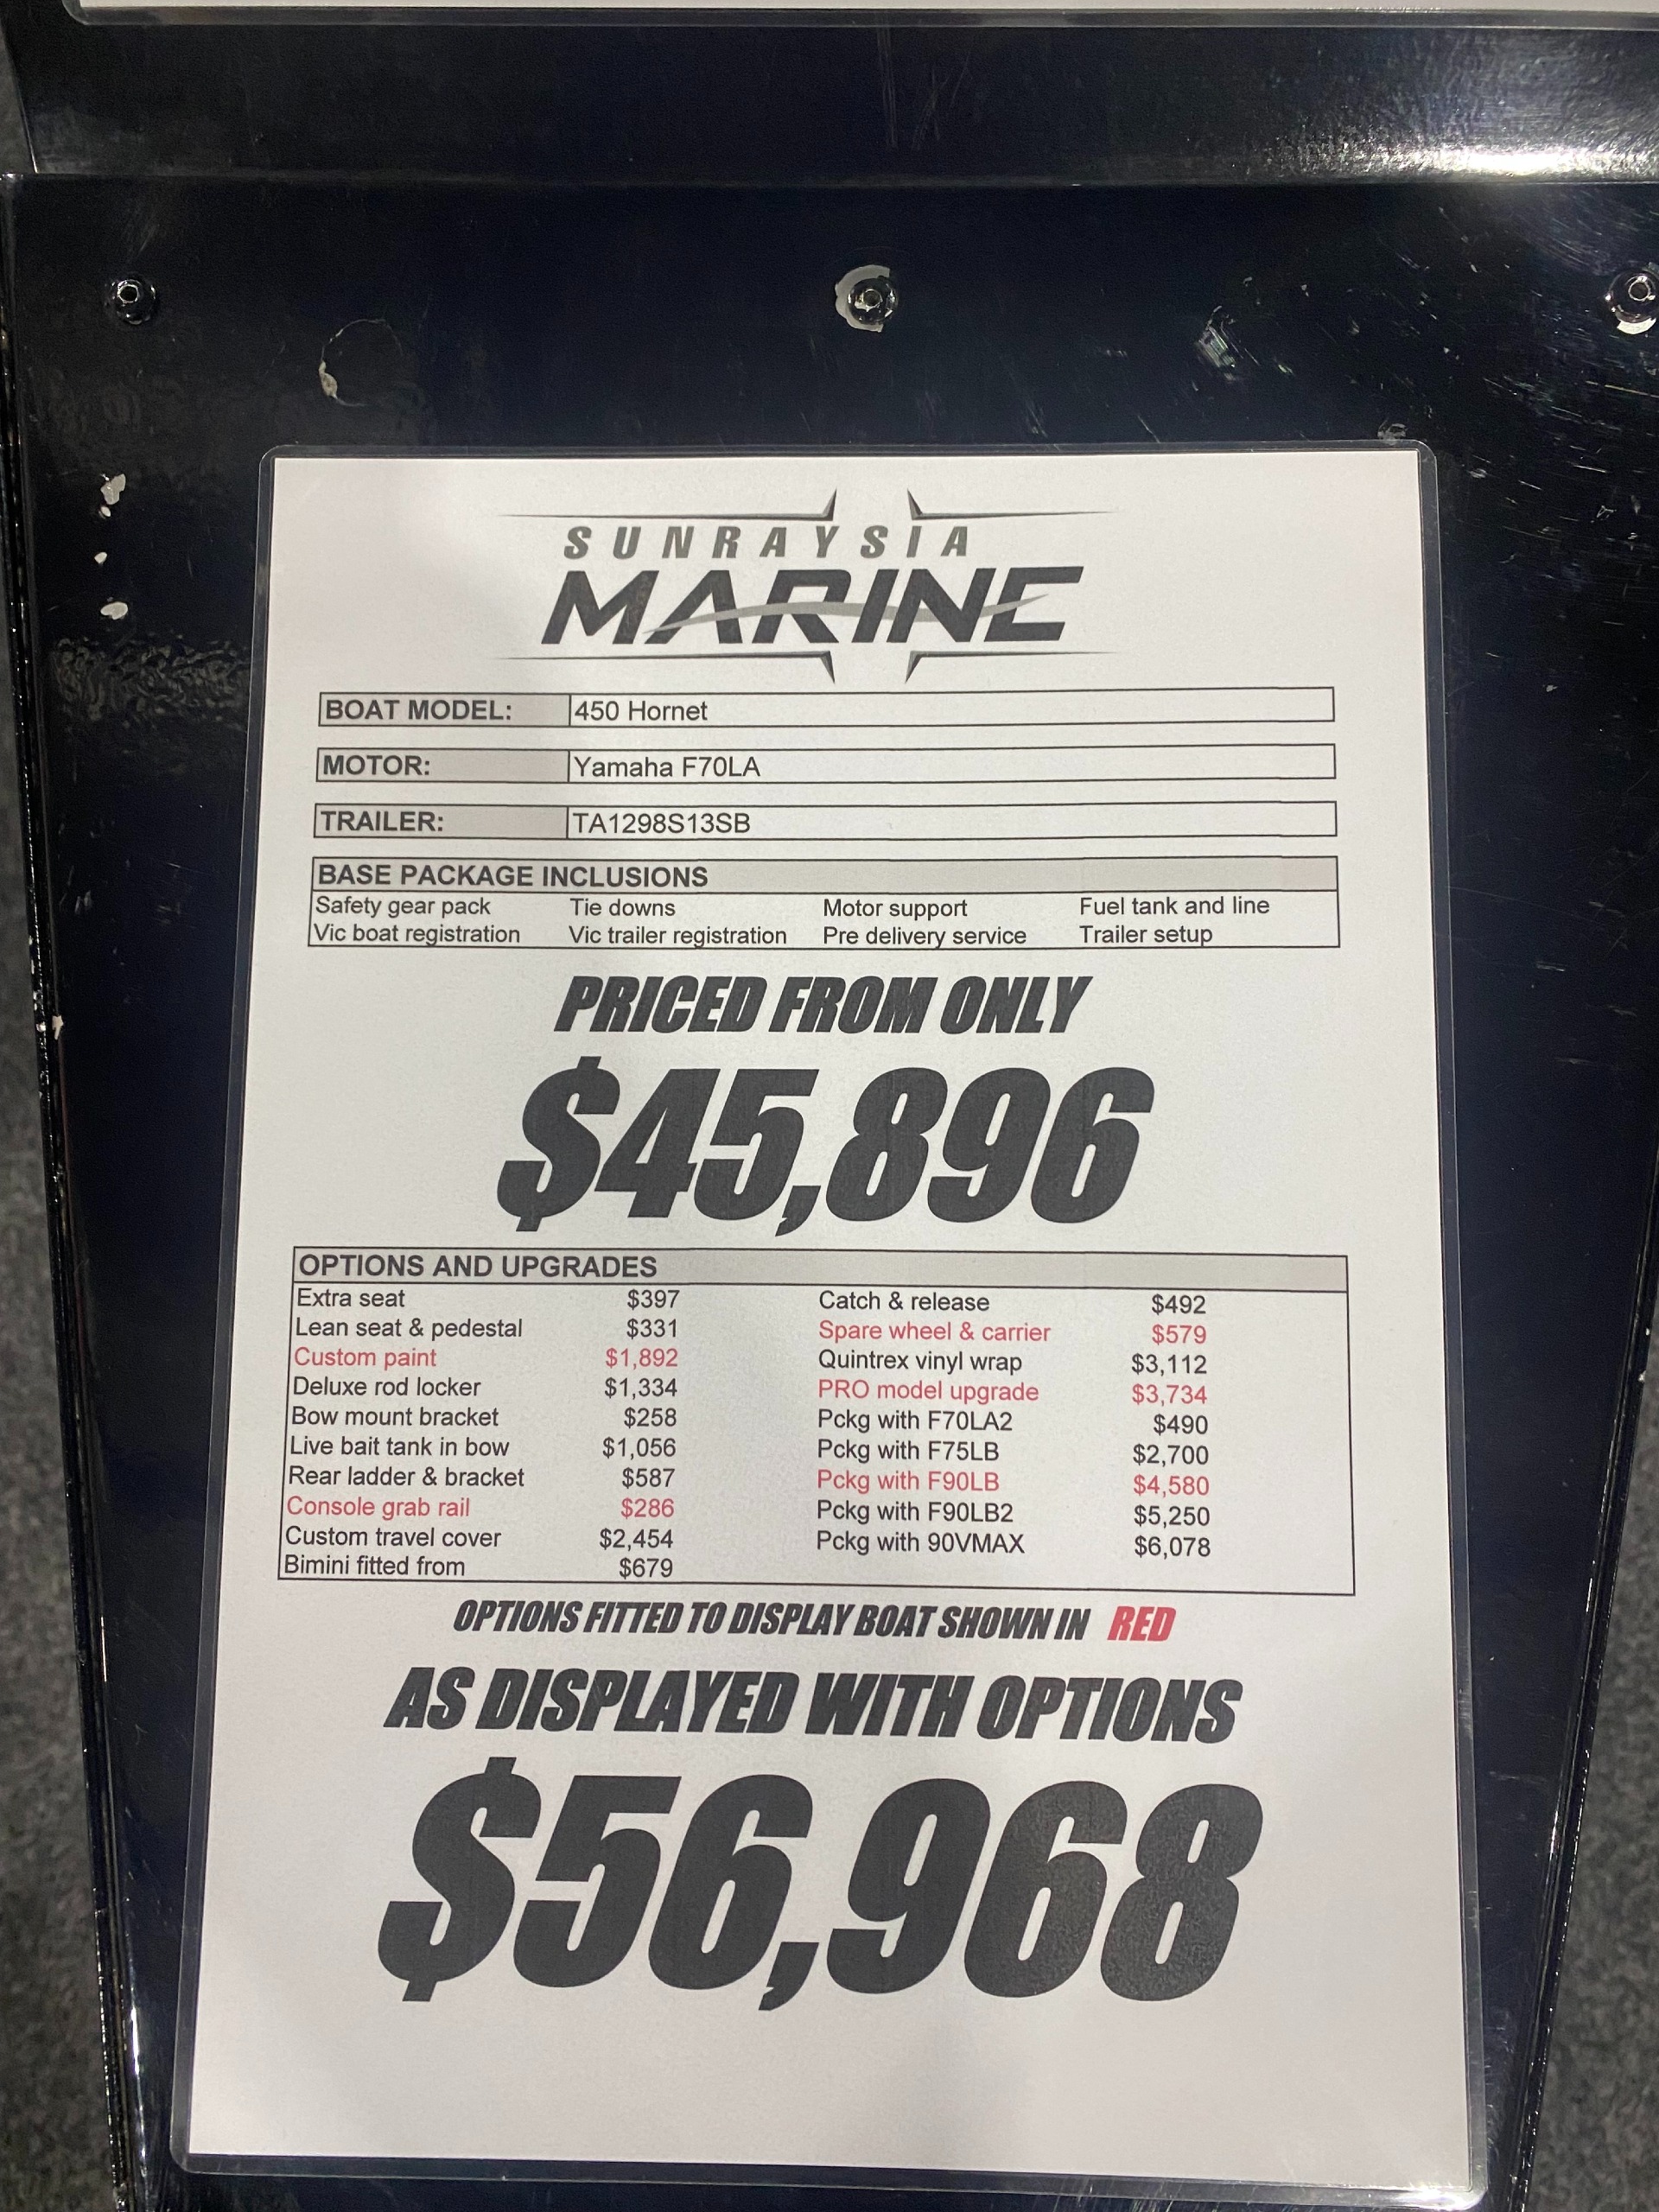 SUNRAYSIA
MARINE
BOAT MODEL: 450 Hornet
MOTOR: Yamaha F70LA
TRAILER: TA1298S13SB
BASE PACKAGE INCLUSIONS
Safety gear pack Tie downs Motor support Fuel tank and line
Vic boat registration Vic trailer registration Pre delivery service Trailer setup
PRICED FROM ONLY
$45,896
OPTIONS AND UPGRADES
Extra seat $397 Catch & release $492
Lean seat & pedestal $331 Spare wheel & carrier $579
Custom paint $1,892 Quintrex vinyl wrap $3,112
Deluxe rod locker $1,334 PRO model upgrade $3,734
Bow mount bracket $258 Pckg with F70LA2 $490
Live bait tank in bow $1,056 Pckg with F75LB $2,700
Rear ladder & bracket $587 Pckg with F90LB $4,580
Console grab rail $286 Pckg with F90LB2 $5,250
Custom travel cover $2,454 Pckg with 90VMAX $6,078
Bimini fitted from $679
OPTIONS FITTED TO DISPLAY BOAT SHOWN IN RED
AS DISPLAYED WITH OPTIONS
$56,968